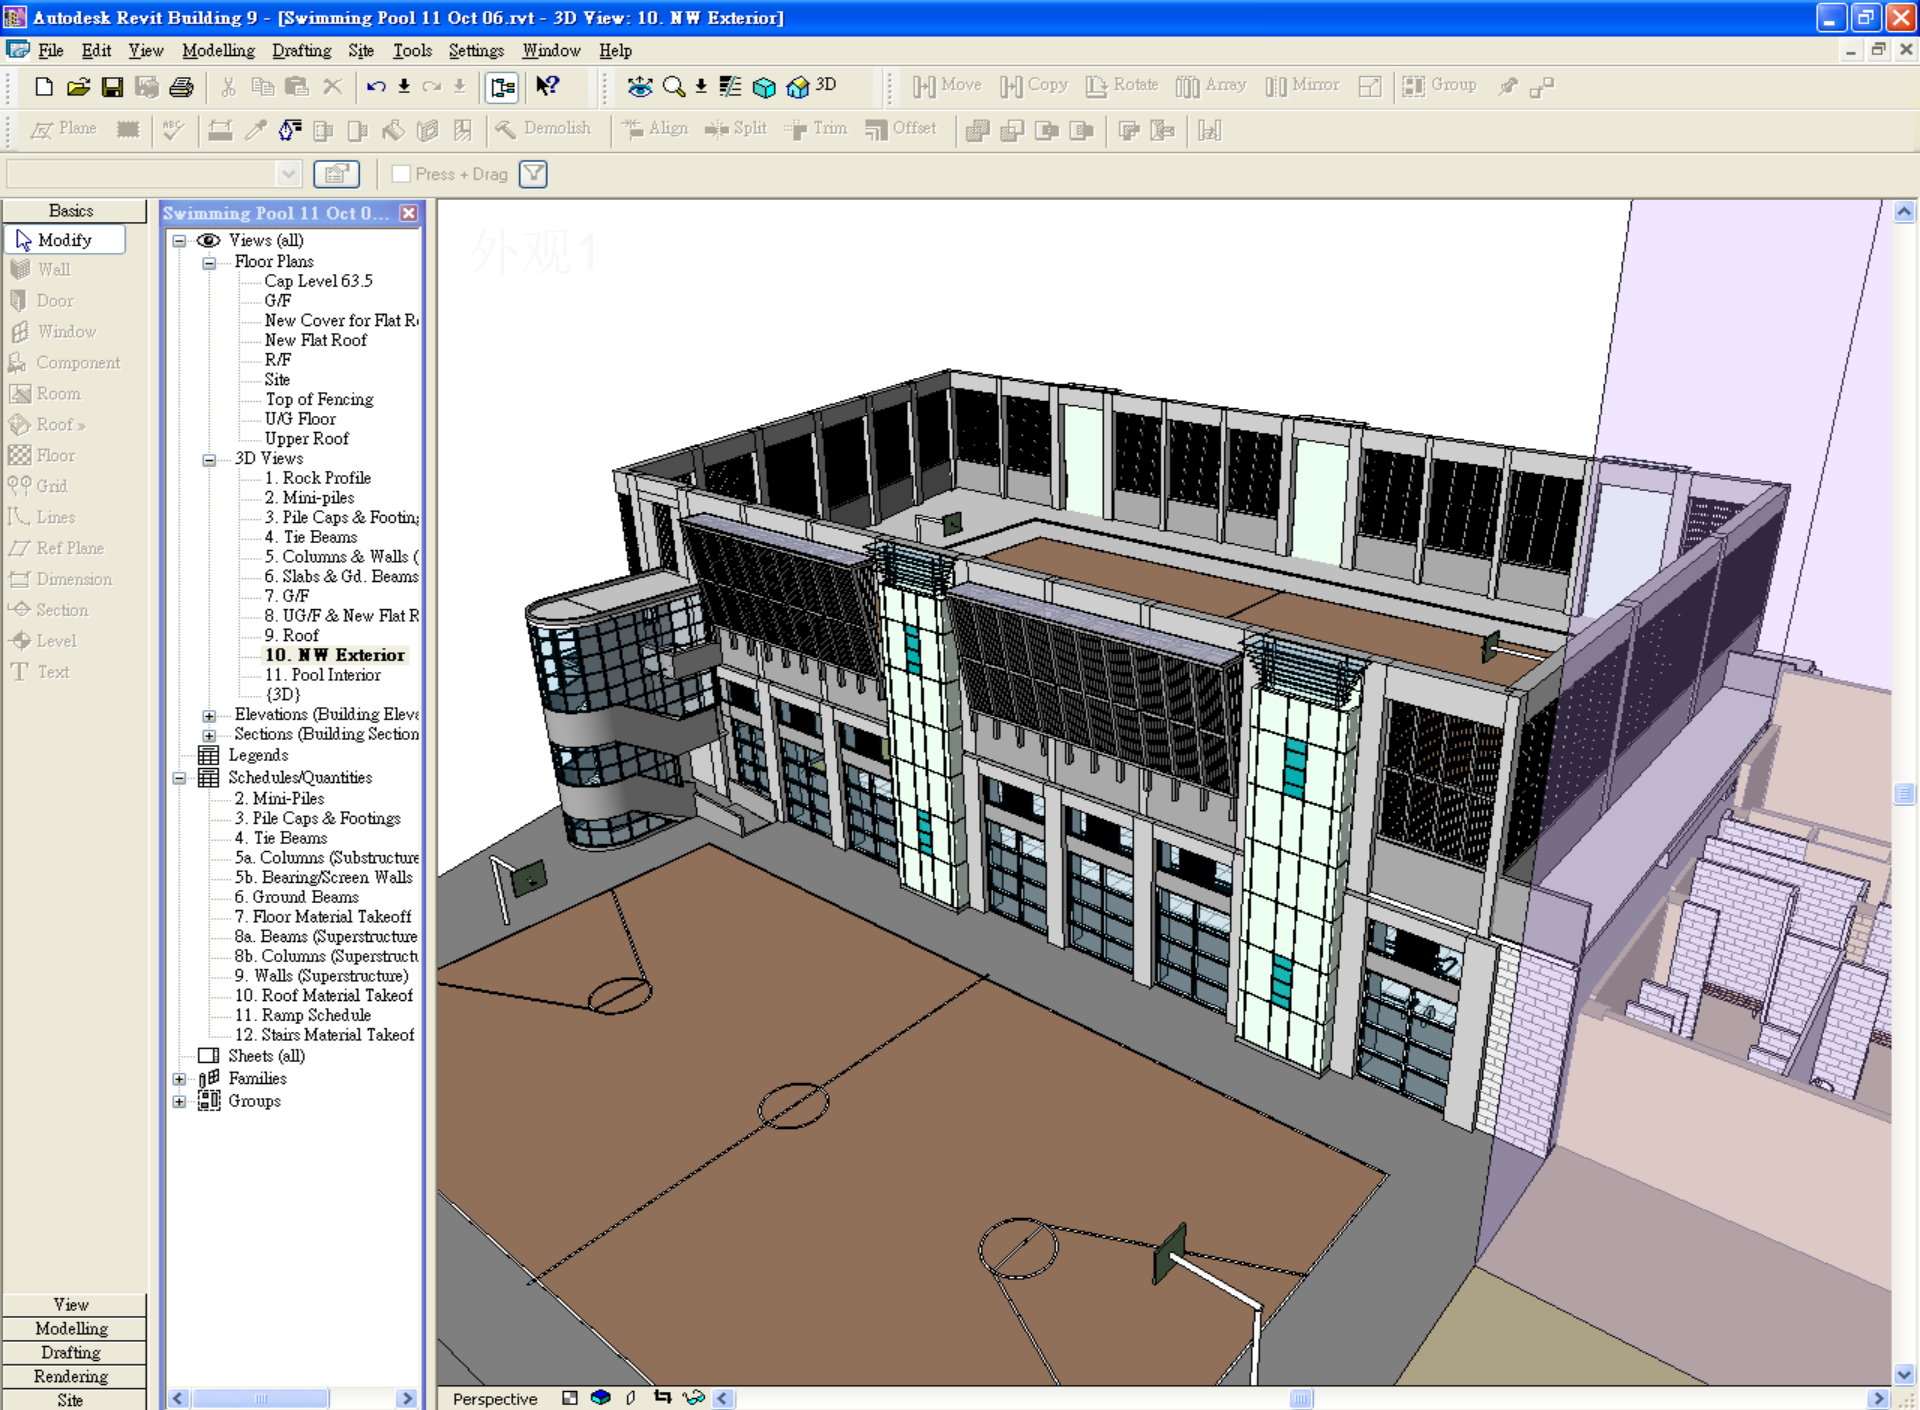 Autodesk Revit Building 9 - [Swimming Pool 11 Oct 06.rvt - 3D View: 10. NW Exterior]
File Edit View Modelling Drafting Site Tools Settings Window Help
3D Move Copy Rotate Array Mirror Group
Plane ABC Demolish Align Split Trim Offset
Press + Drag
Basics
Modify
Wall
Door
Window
Component
Room
Roof »
Floor
Grid
Lines
Ref Plane
Dimension
Section
Level
Text
View
Modelling
Drafting
Rendering
Site
Swimming Pool 11 Oct 0...
Views (all)
Floor Plans
Cap Level 63.5
G/F
New Cover for Flat R
New Flat Roof
R/F
Site
Top of Fencing
U/G Floor
Upper Roof
3D Views
1. Rock Profile
2. Mini-piles
3. Pile Caps & Footin
4. Tie Beams
5. Columns & Walls (
6. Slabs & Gd. Beams
7. G/F
8. UG/F & New Flat R
9. Roof
10. NW Exterior
11. Pool Interior
{3D}
Elevations (Building Elev
Sections (Building Section
Legends
Schedules/Quantities
2. Mini-Piles
3. Pile Caps & Footings
4. Tie Beams
5a. Columns (Substructure
5b. Bearing/Screen Walls
6. Ground Beams
7. Floor Material Takeoff
8a. Beams (Superstructure
8b. Columns (Superstructu
9. Walls (Superstructure)
10. Roof Material Takeof
11. Ramp Schedule
12. Stairs Material Takeof
Sheets (all)
Families
Groups
外观1
Perspective